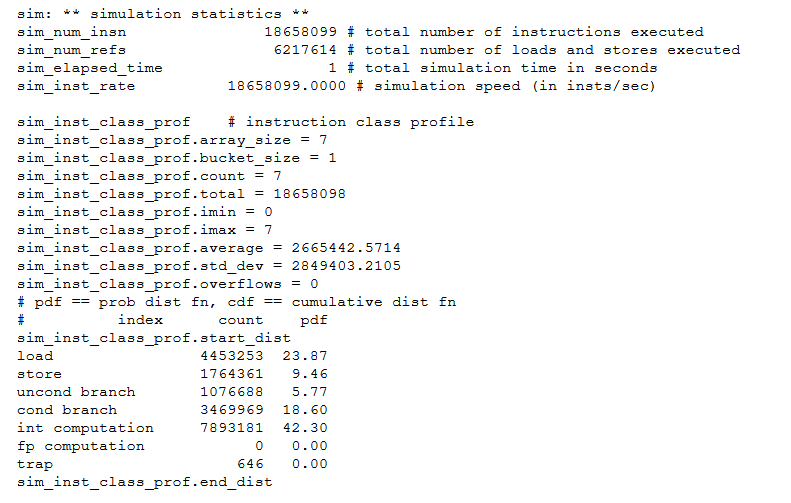 sim: ** simulation statistics **
sim_num_insn 18658099 # total number of instructions executed
sim_num_refs 6217614 # total number of loads and stores executed
sim_elapsed_time 1 # total simulation time in seconds
sim_inst_rate 18658099.0000 # simulation speed (in insts/sec)
sim_inst_class_prof # instruction class profile
sim_inst_class_prof.array_size = 7
sim_inst_class_prof.bucket_size = 1
sim_inst_class_prof.count = 7
sim_inst_class_prof.total = 18658098
sim_inst_class_prof.imin = 0
sim_inst_class_prof.imax = 7
sim_inst_class_prof.average = 2665442.5714
sim_inst_class_prof.std_dev = 2849403.2105
sim_inst_class_prof.overflows = 0
# pdf == prob dist fn, cdf == cumulative dist fn
# index count pdf
sim_inst_class_prof.start_dist
load 4453253 23.87
store 1764361 9.46
uncond branch 1076688 5.77
cond branch 3469969 18.60
int computation 7893181 42.30
fp computation 0 0.00
trap 646 0.00
sim_inst_class_prof.end_dist